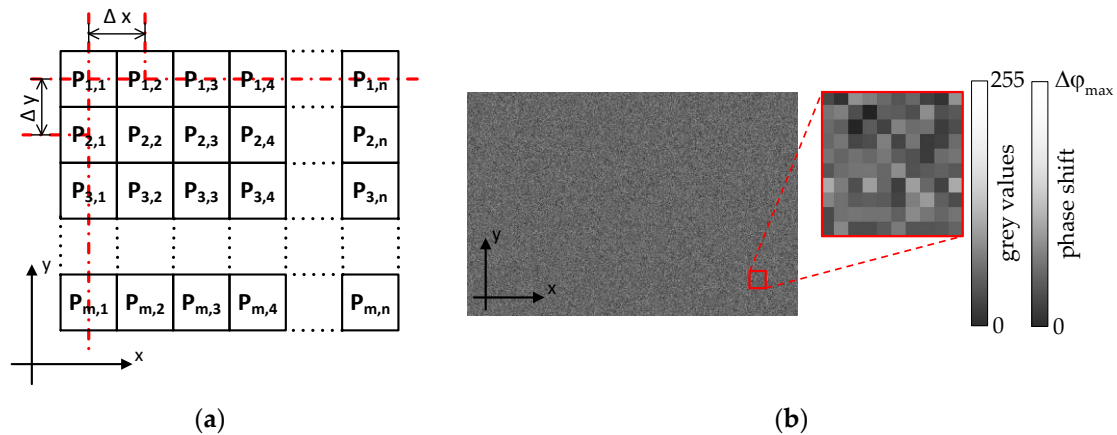 Δ x
Δ y
P1,1 P1,2 P1,3 P1,4 P1,n
P2,1 P2,2 P2,3 P2,4 P2,n
P3,1 P3,2 P3,3 P3,4 P3,n
Pm,1 Pm,2 Pm,3 Pm,4 Pm,n
y
x
(a)
y
x
255
grey values
0
Δφmax
phase shift
0
(b)